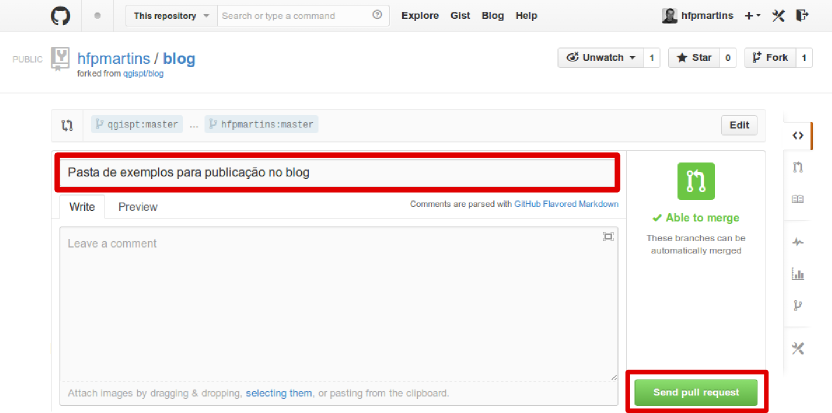 This repository Search or type a command Explore Gist Blog Help hfpmartins
PUBLIC hfpmartins / blog Unwatch 1 Star 0 Fork 1
forked from qgispt/blog
qgispt:master ... hfpmartins:master Edit
Pasta de exemplos para publicação no blog
Write Preview Comments are parsed with GitHub Flavored Markdown
Able to merge
Leave a comment
These branches can be
automatically merged
Attach images by dragging & dropping, selecting them, or pasting from the clipboard.
Send pull request